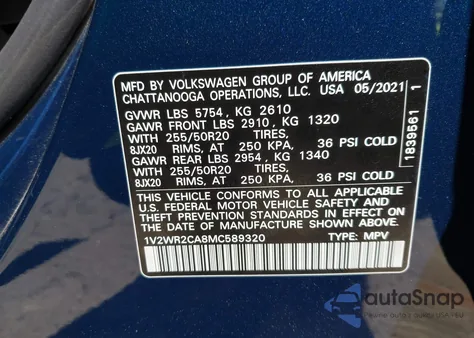 MFD BY VOLKSWAGEN GROUP OF AMERICA
CHATTANOOGA OPERATIONS, LLC. USA 05/2021
GVWR LBS 5754, KG 2610
GAWR FRONT LBS 2910, KG 1320
WITH 255/50R20 TIRES,
8JX20 RIMS, AT 250 KPA, 36 PSI COLD
GAWR REAR LBS 2954, KG 1340
WITH 255/50R20 TIRES,
8JX20 RIMS, AT 250 KPA, 36 PSI COLD
THIS VEHICLE CONFORMS TO ALL APPLICABLE
U.S. FEDERAL MOTOR VEHICLE SAFETY AND
THEFT PREVENTION STANDARDS IN EFFECT ON
THE DATE OF MANUFACTURE SHOWN ABOVE.
1V2WR2CA8MC589320 TYPE: MPV
1839561 1
autoSnap